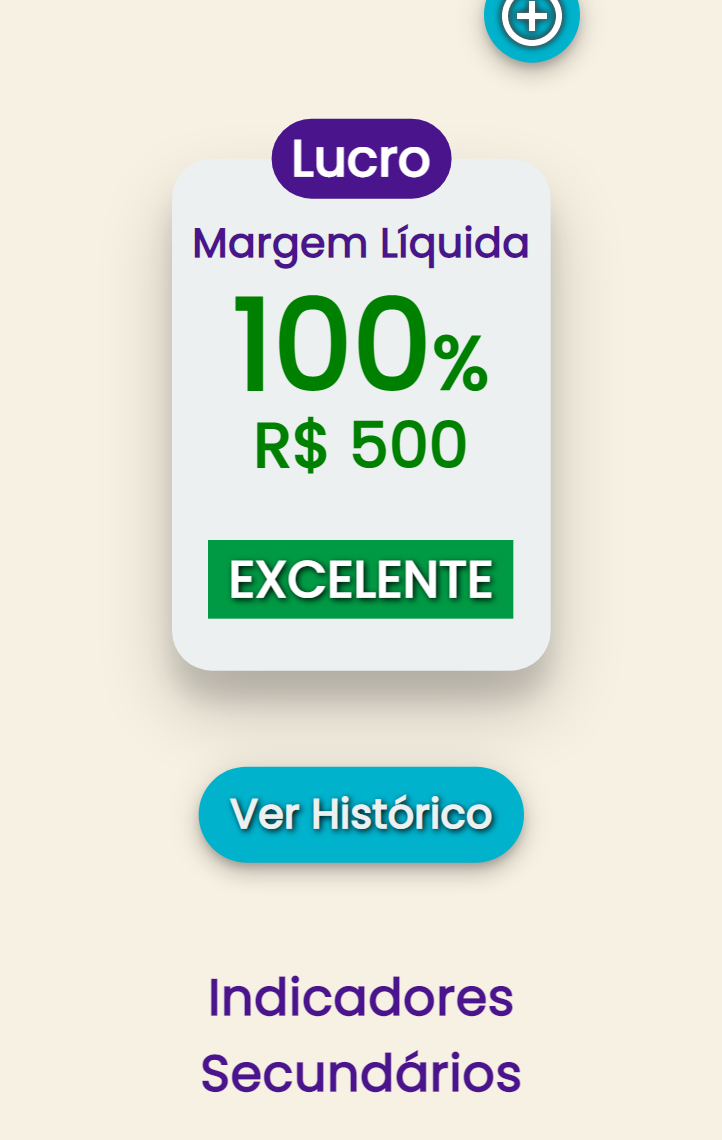 Lucro
Margem Líquida
100%
R$ 500
EXCELENTE
Ver Histórico
Indicadores
Secundários